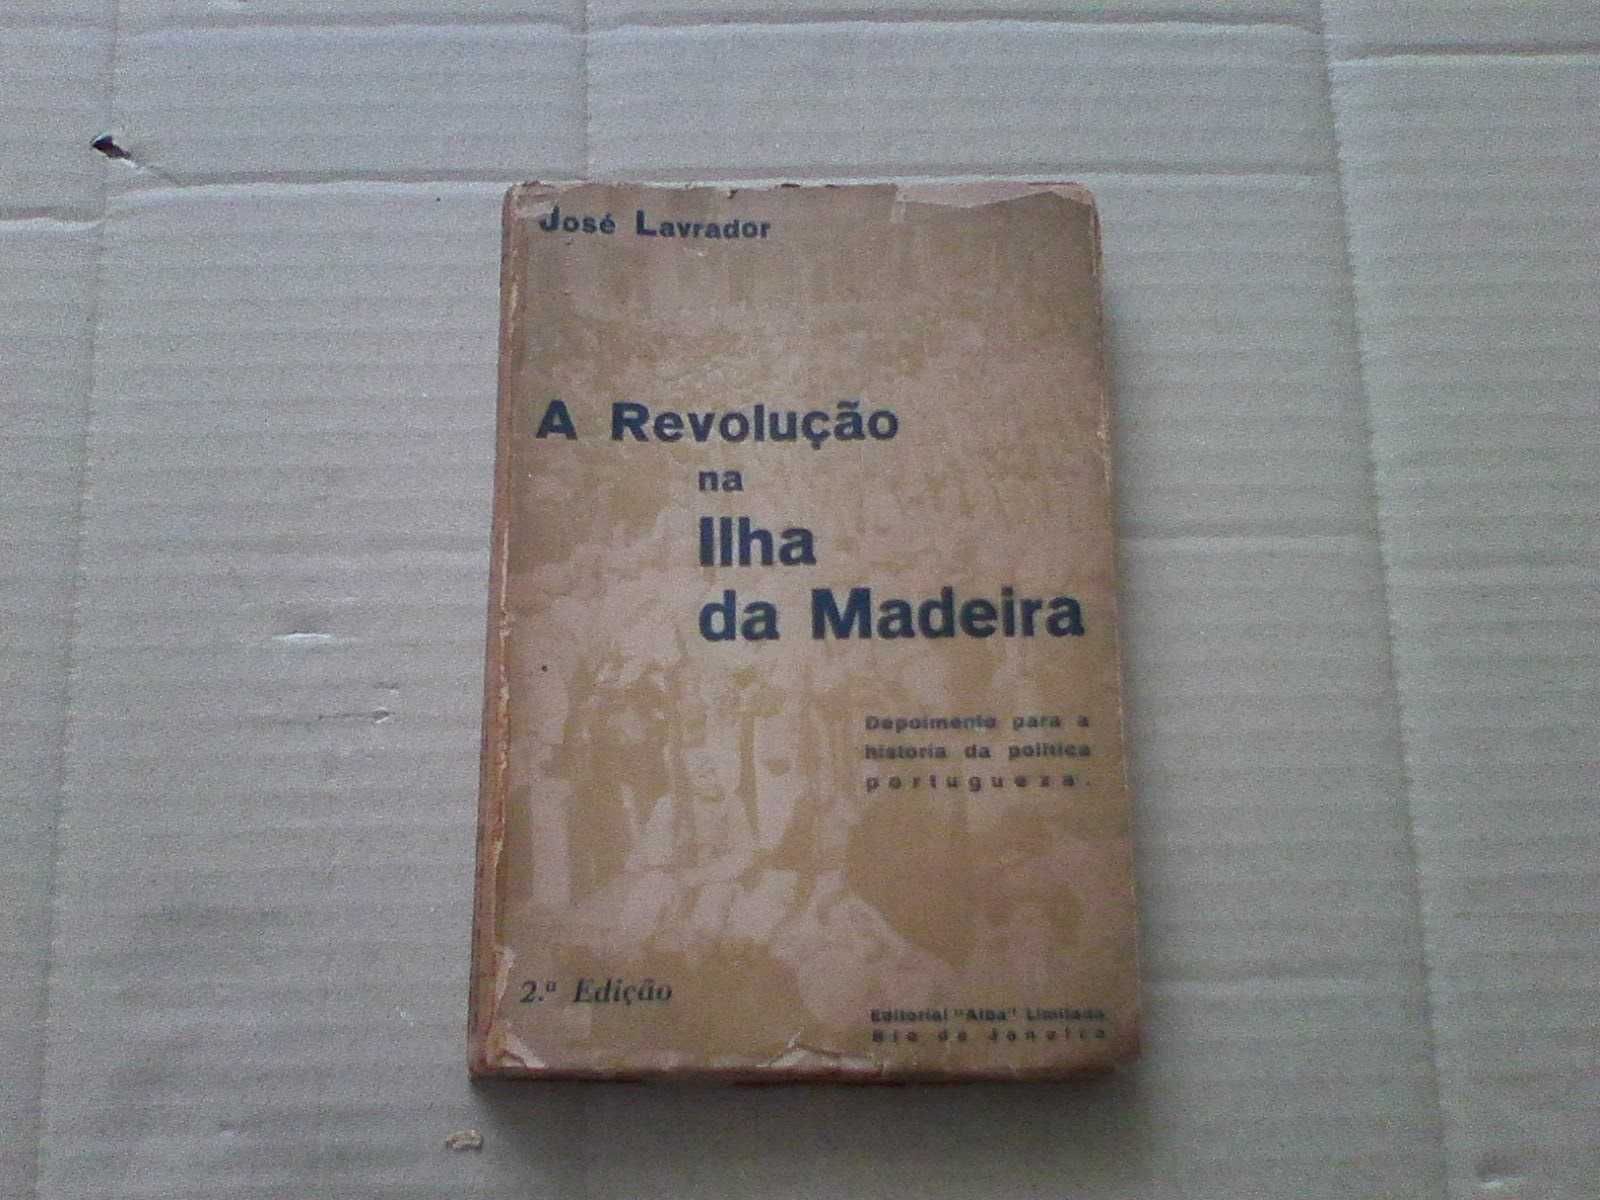 José Lavrador
A Revolução
na
Ilha
da Madeira
Depoimento para a
historia da politica
portugueza.
2.ª Edição
Editorial "Alba" Limitada
Rio de Janeiro